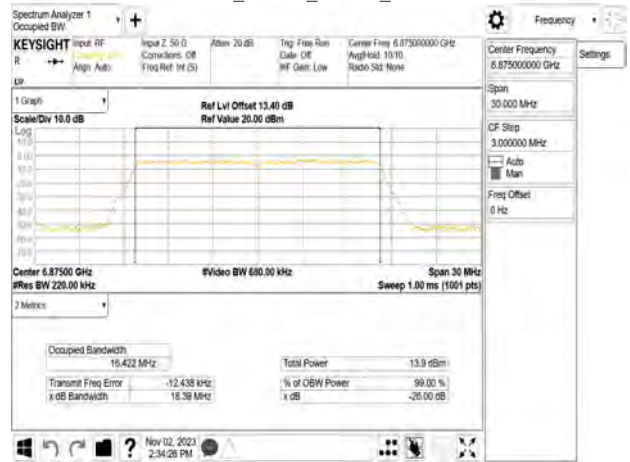 Spectrum Analyzer 1
Occupied BW
Frequency
KEYSIGHT
Input: RF
R
Align: Auto
Input Z: 50 Ω
Corrections: Off
Freq Ref: Int (S)
Atten: 20 dB
Trig: Free Run
Gate: Off
#IF Gain: Low
Center Freq: 6.875000000 GHz
Avg|Hold: 10/10
Radio Std: None
Center Frequency
6.875000000 GHz
Settings
Span
30.000 MHz
CF Step
3.000000 MHz
Auto
Man
Freq Offset
0 Hz
1 Graph
Scale/Div 10.0 dB
Ref Lvl Offset 13.40 dB
Ref Value 20.00 dBm
Log
Center 6.87500 GHz
#Video BW 680.00 kHz
Span 30 MHz
#Res BW 220.00 kHz
Sweep 1.00 ms (1001 pts)
2 Metrics
Occupied Bandwidth
16.422 MHz
Total Power
13.9 dBm
Transmit Freq Error
-12.438 kHz
% of OBW Power
99.00 %
x dB Bandwidth
18.39 MHz
x dB
-26.00 dB
?
Nov 02, 2023
2:34:26 PM